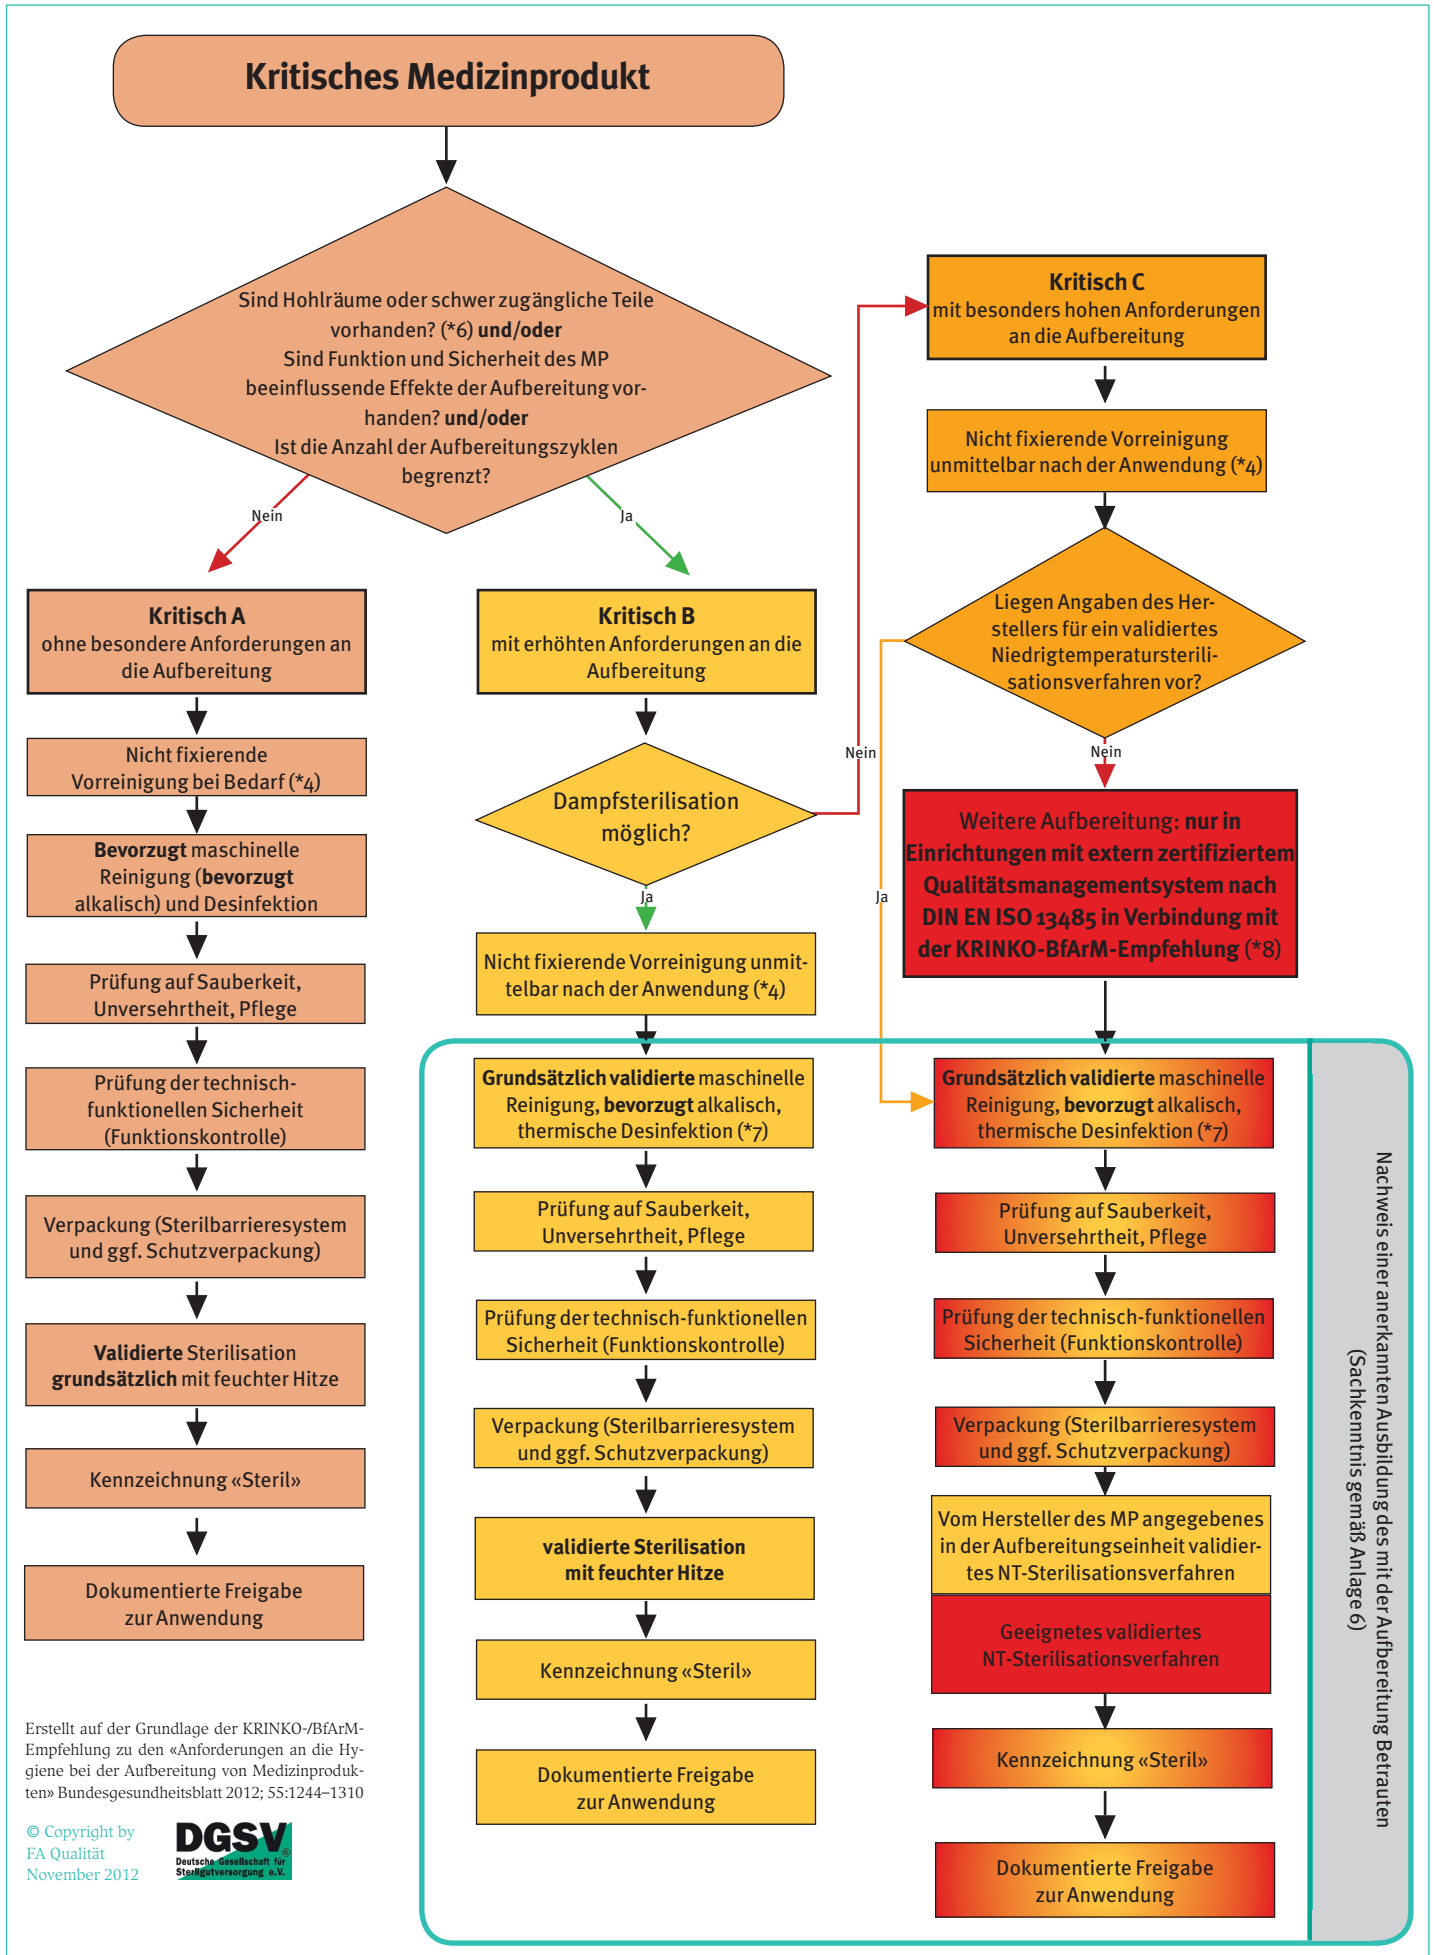 Kritisches Medizinprodukt
Sind Hohlräume oder schwer zugängliche Teile
vorhanden? (*6) und/oder
Sind Funktion und Sicherheit des MP
beeinflussende Effekte der Aufbereitung vor-
handen? und/oder
Ist die Anzahl der Aufbereitungszyklen
begrenzt?
Nein
Ja
Kritisch A
ohne besondere Anforderungen an
die Aufbereitung
Nicht fixierende
Vorreinigung bei Bedarf (*4)
Bevorzugt maschinelle
Reinigung (bevorzugt
alkalisch) und Desinfektion
Prüfung auf Sauberkeit,
Unversehrtheit, Pflege
Prüfung der technisch-
funktionellen Sicherheit
(Funktionskontrolle)
Verpackung (Sterilbarrieresystem
und ggf. Schutzverpackung)
Validierte Sterilisation
grundsätzlich mit feuchter Hitze
Kennzeichnung «Steril»
Dokumentierte Freigabe
zur Anwendung
Kritisch B
mit erhöhten Anforderungen an die
Aufbereitung
Dampfsterilisation
möglich?
Nein
Ja
Nicht fixierende Vorreinigung unmit-
telbar nach der Anwendung (*4)
Grundsätzlich validierte maschinelle
Reinigung, bevorzugt alkalisch,
thermische Desinfektion (*7)
Prüfung auf Sauberkeit,
Unversehrtheit, Pflege
Prüfung der technisch-funktionellen
Sicherheit (Funktionskontrolle)
Verpackung (Sterilbarrieresystem
und ggf. Schutzverpackung)
validierte Sterilisation
mit feuchter Hitze
Kennzeichnung «Steril»
Dokumentierte Freigabe
zur Anwendung
Kritisch C
mit besonders hohen Anforderungen
an die Aufbereitung
Nicht fixierende Vorreinigung
unmittelbar nach der Anwendung (*4)
Liegen Angaben des Her-
stellers für ein validiertes
Niedrigtemperatursterili-
sationsverfahren vor?
Nein
Ja
Weitere Aufbereitung: nur in
Einrichtungen mit extern zertifiziertem
Qualitätsmanagementsystem nach
DIN EN ISO 13485 in Verbindung mit
der KRINKO-BfArM-Empfehlung (*8)
Grundsätzlich validierte maschinelle
Reinigung, bevorzugt alkalisch,
thermische Desinfektion (*7)
Prüfung auf Sauberkeit,
Unversehrtheit, Pflege
Prüfung der technisch-funktionellen
Sicherheit (Funktionskontrolle)
Verpackung (Sterilbarrieresystem
und ggf. Schutzverpackung)
Vom Hersteller des MP angegebenes
in der Aufbereitungseinheit validier-
tes NT-Sterilisationsverfahren
Geeignetes validiertes
NT-Sterilisationsverfahren
Kennzeichnung «Steril»
Dokumentierte Freigabe
zur Anwendung
Nachweis einer anerkannten Ausbildung des mit der Aufbereitung Betrauten
(Sachkenntnis gemäß Anlage 6)
Erstellt auf der Grundlage der KRINKO-/BfArM-
Empfehlung zu den «Anforderungen an die Hy-
giene bei der Aufbereitung von Medizinproduk-
ten» Bundesgesundheitsblatt 2012; 55:1244–1310
© Copyright by
FA Qualität
November 2012
DGSV®
Deutsche Gesellschaft für
Sterilgutversorgung e.V.